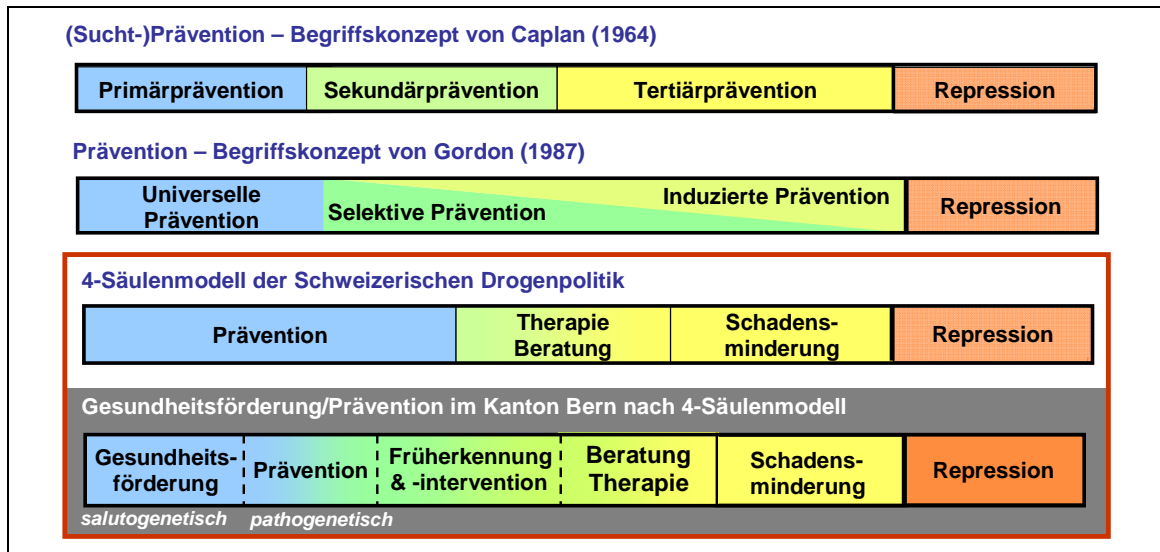 (Sucht-)Prävention – Begriffskonzept von Caplan (1964)
Primärprävention Sekundärprävention Tertiärprävention Repression
Prävention – Begriffskonzept von Gordon (1987)
Universelle
Prävention
Selektive Prävention
Induzierte Prävention
Repression
4-Säulenmodell der Schweizerischen Drogenpolitik
Prävention
Therapie
Beratung
Schadens-
minderung
Repression
Gesundheitsförderung/Prävention im Kanton Bern nach 4-Säulenmodell
Gesundheits-
förderung
Prävention
Früherkennung
& -intervention
Beratung
Therapie
Schadens-
minderung
Repression
salutogenetisch pathogenetisch